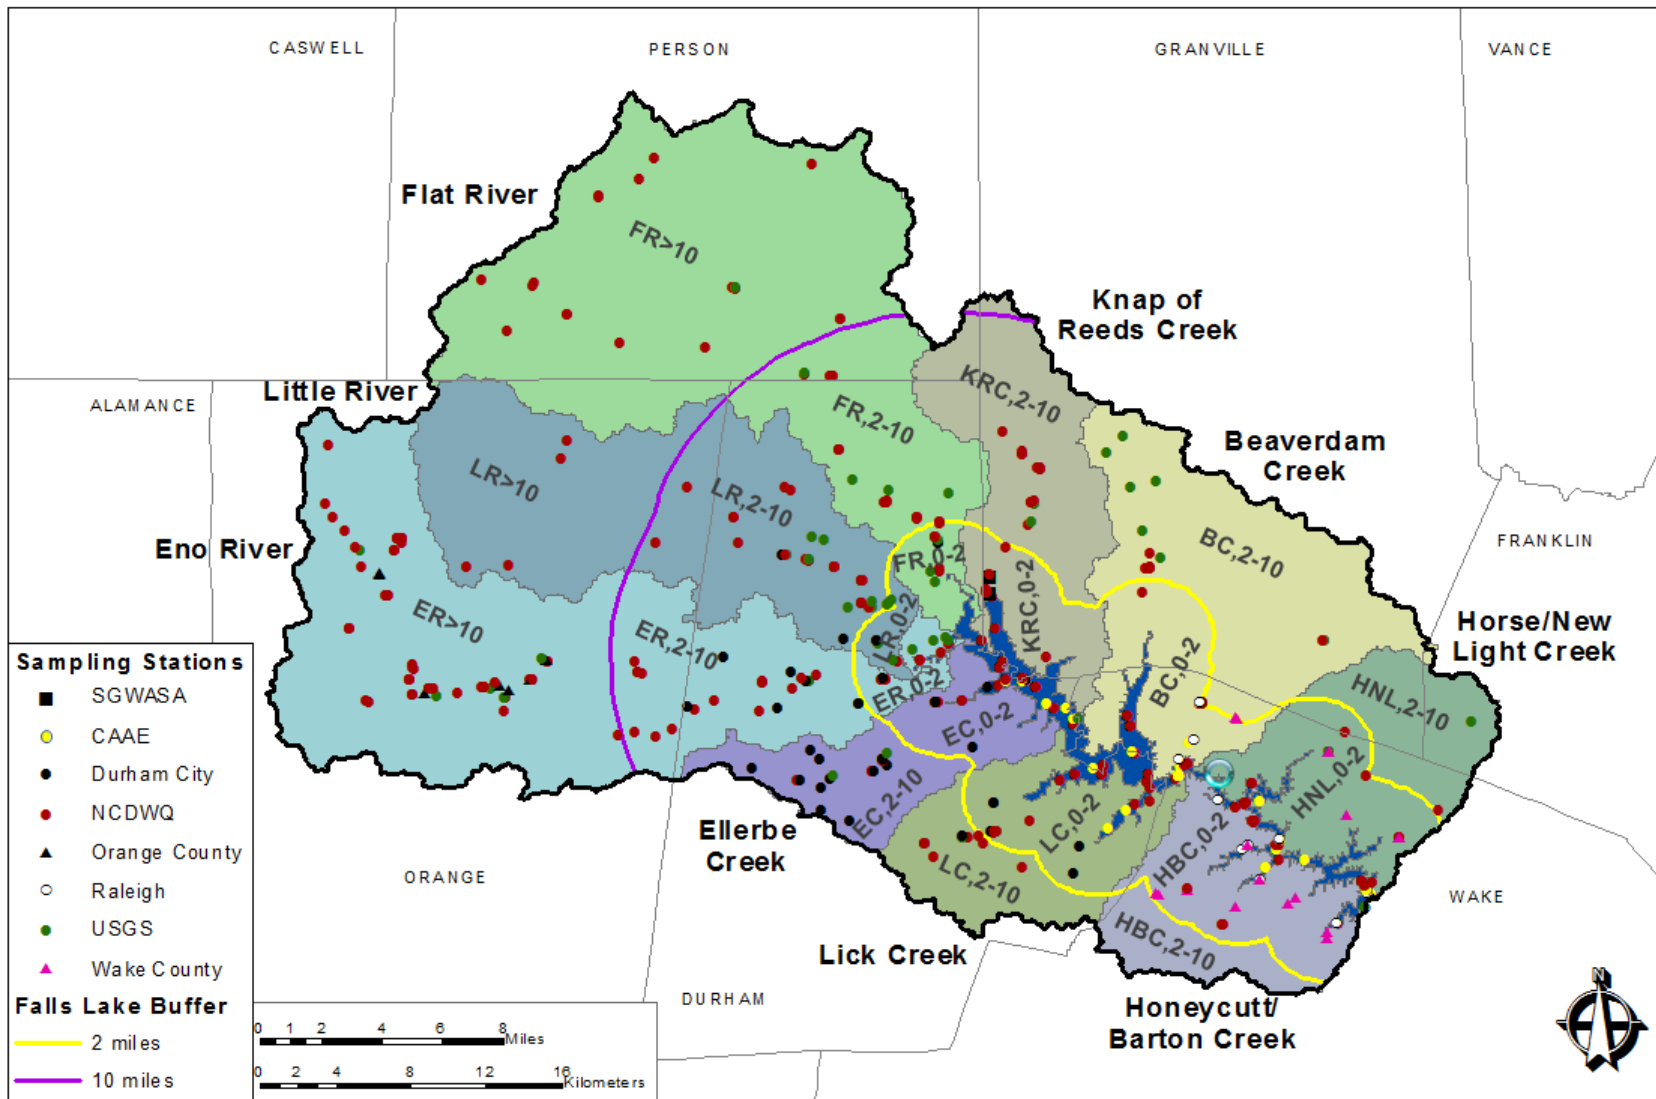 CASWELL
PERSON
GRANVILLE
VANCE
Flat River
FR>10
Knap of
Reeds Creek
Little River
ALAMANCE
KRC,2-10
FR,2-10
Beaverdam
Creek
LR>10
LR,2-10
Eno River
BC,2-10
FRANKLIN
FR,0-2
KRC,0-2
LR,0-2
ER>10
ER,2-10
Horse/New
Light Creek
BC,0-2
HNL,2-10
ER,0-2
EC,0-2
HNL,0-2
EC,2-10
LC,0-2
HBC,0-2
Ellerbe
Creek
LC,2-10
ORANGE
WAKE
HBC,2-10
Lick Creek
DURHAM
Honeycutt/
Barton Creek
N
Sampling Stations
SGWASA
CAAE
Durham City
NCDWQ
Orange County
Raleigh
USGS
Wake County
Falls Lake Buffer
2 miles
10 miles
0 1 2 4 6 8
Miles
0 2 4 8 12 16
Kilometers